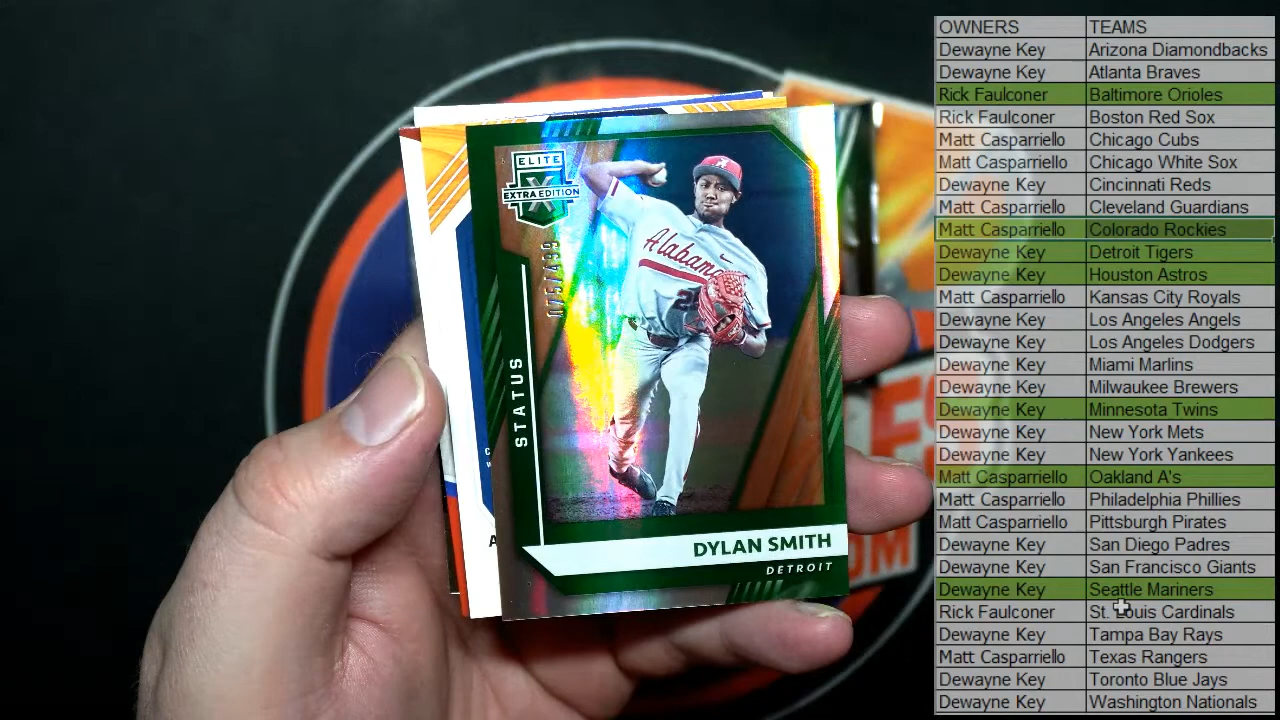 ELITE
X
EXTRA EDITION
075/499
STATUS
Alabama
DYLAN SMITH
DETROIT
OM
OWNERS TEAMS
Dewayne Key Arizona Diamondbacks
Dewayne Key Atlanta Braves
Rick Faulconer Baltimore Orioles
Rick Faulconer Boston Red Sox
Matt Casparriello Chicago Cubs
Matt Casparriello Chicago White Sox
Dewayne Key Cincinnati Reds
Matt Casparriello Cleveland Guardians
Matt Casparriello Colorado Rockies
Dewayne Key Detroit Tigers
Dewayne Key Houston Astros
Matt Casparriello Kansas City Royals
Dewayne Key Los Angeles Angels
Dewayne Key Los Angeles Dodgers
Dewayne Key Miami Marlins
Dewayne Key Milwaukee Brewers
Dewayne Key Minnesota Twins
Dewayne Key New York Mets
Dewayne Key New York Yankees
Matt Casparriello Oakland A's
Matt Casparriello Philadelphia Phillies
Matt Casparriello Pittsburgh Pirates
Dewayne Key San Diego Padres
Dewayne Key San Francisco Giants
Dewayne Key Seattle Mariners
Rick Faulconer St. Louis Cardinals
Dewayne Key Tampa Bay Rays
Matt Casparriello Texas Rangers
Dewayne Key Toronto Blue Jays
Dewayne Key Washington Nationals